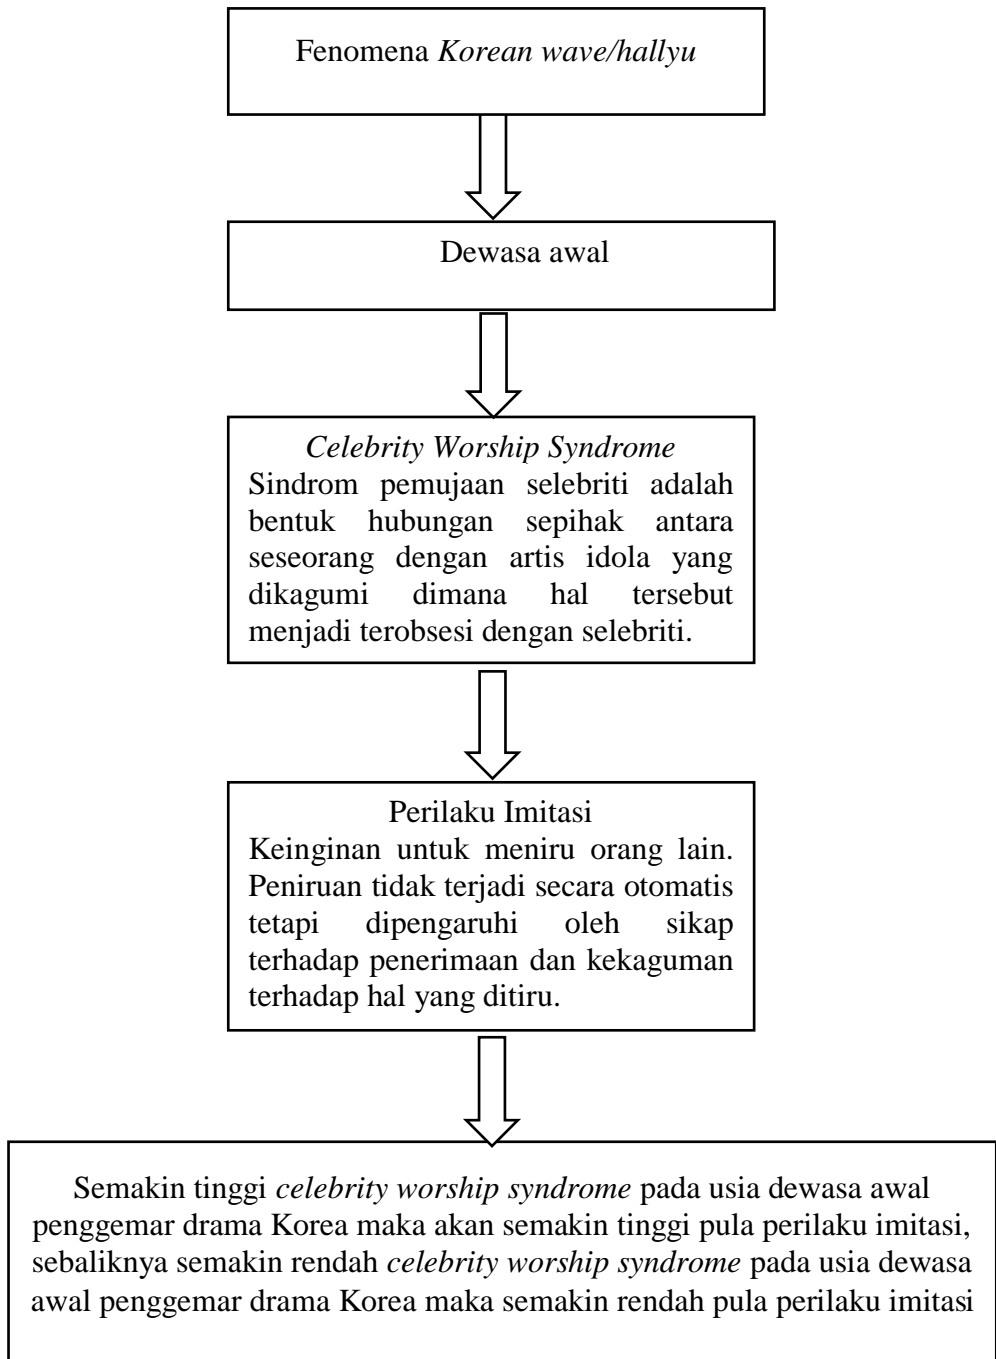 Fenomena Korean wave/hallyu
Dewasa awal
Celebrity Worship Syndrome
Sindrom pemujaan selebriti adalah
bentuk hubungan sepihak antara
seseorang dengan artis idola yang
dikagumi dimana hal tersebut
menjadi terobsesi dengan selebriti.
Perilaku Imitasi
Keinginan untuk meniru orang lain.
Peniruan tidak terjadi secara otomatis
tetapi dipengaruhi oleh sikap
terhadap penerimaan dan kekaguman
terhadap hal yang ditiru.
Semakin tinggi celebrity worship syndrome pada usia dewasa awal
penggemar drama Korea maka akan semakin tinggi pula perilaku imitasi,
sebaliknya semakin rendah celebrity worship syndrome pada usia dewasa
awal penggemar drama Korea maka semakin rendah pula perilaku imitasi